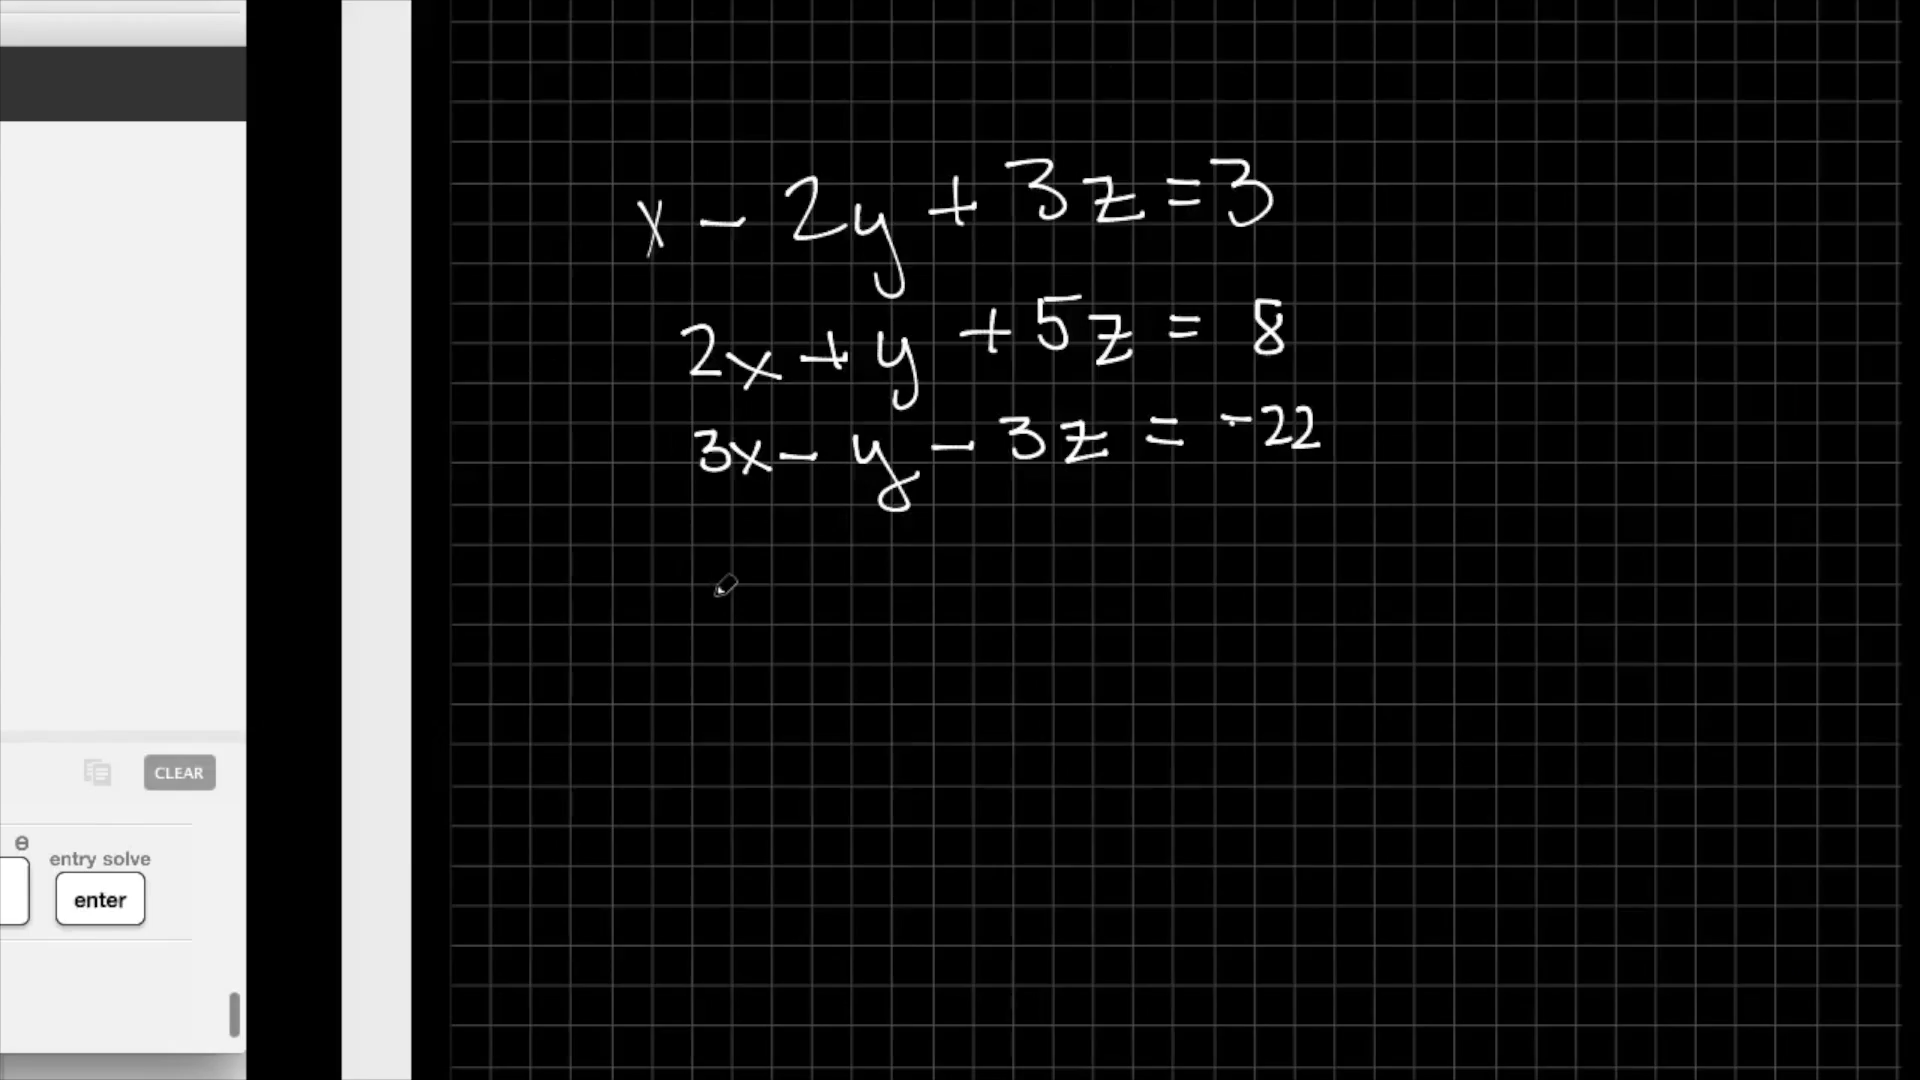 x - 2y + 3z = 3
2x + y + 5z = 8
3x - y - 3z = -22
CLEAR
θ
entry solve
enter